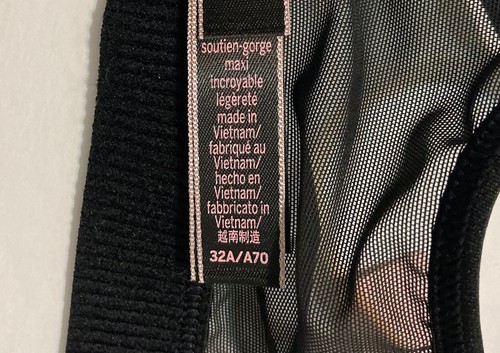 soutien-gorge
maxi
incroyable
légèreté
made in
Vietnam/
fabriqué au
Vietnam/
hecho en
Vietnam/
fabbricato in
Vietnam/
越南制造
32A/A70